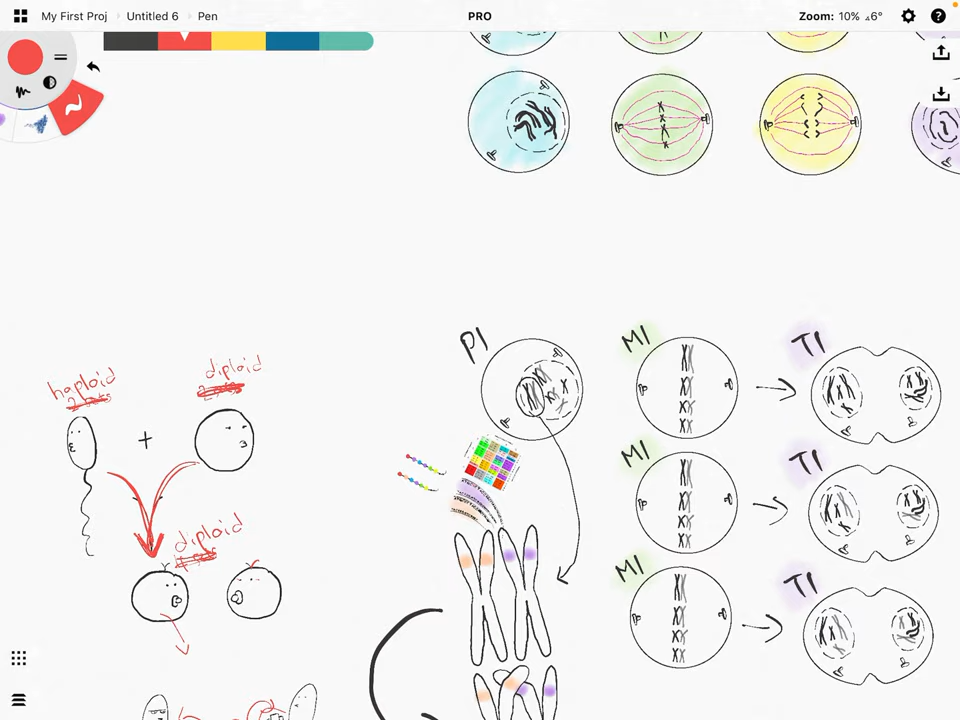 My First Proj > Untitled 6 > Pen
PRO
Zoom: 10% ⦟6°
PI
MI
TI
haploid
diploid
+
MI
TI
diploid
MI
TI